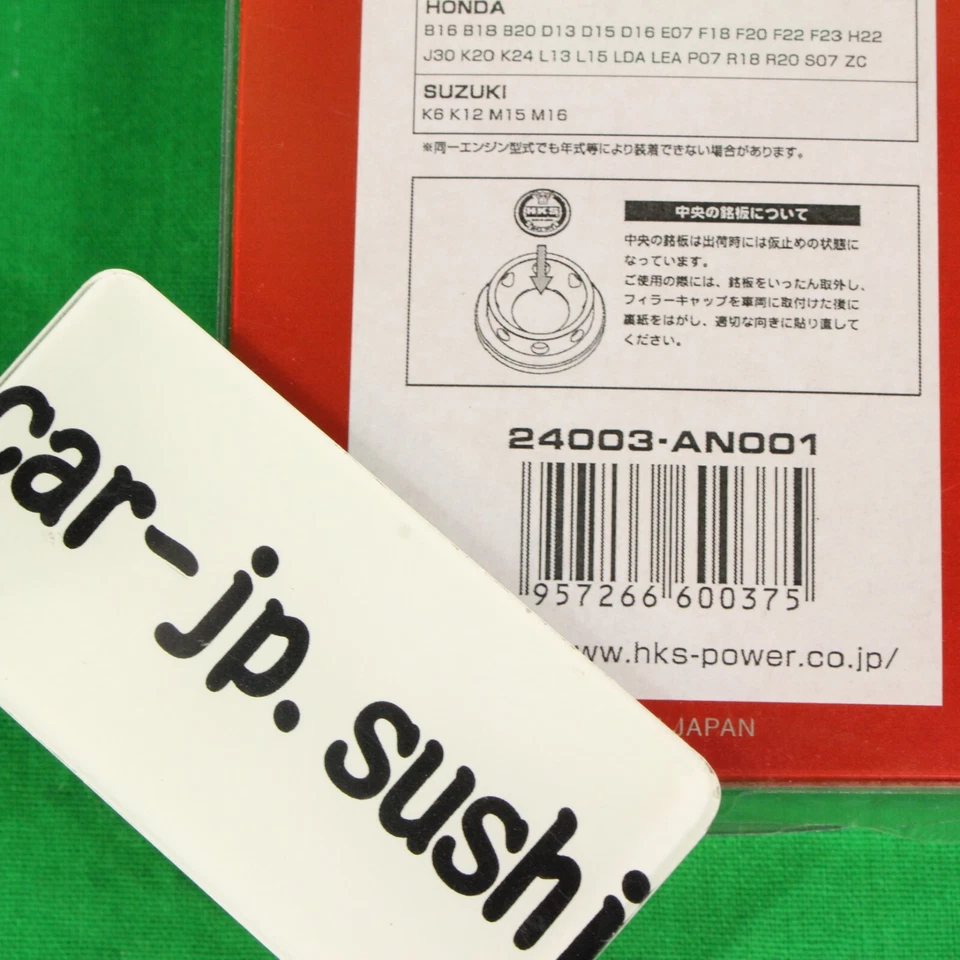 HONDA
B16 B18 B20 D13 D15 D16 E07 F18 F20 F22 F23 H22
J30 K20 K24 L13 L15 LDA LEA P07 R18 R20 S07 ZC
SUZUKI
K6 K12 M15 M16
※同一エンジン型式でも年式等により装着できない場合があります。
HKS
中央の銘板について
中央の銘板は出荷時には仮止めの状態に
なっています。
ご使用の際には、銘板をいったん取外し、
フィラーキャップを車両に取付けた後に
裏紙をはがし、適切な向きに貼り直して
ください。
24003-AN001
957266 600375
ww.hks-power.co.jp/
JAPAN
car-jp.sushi